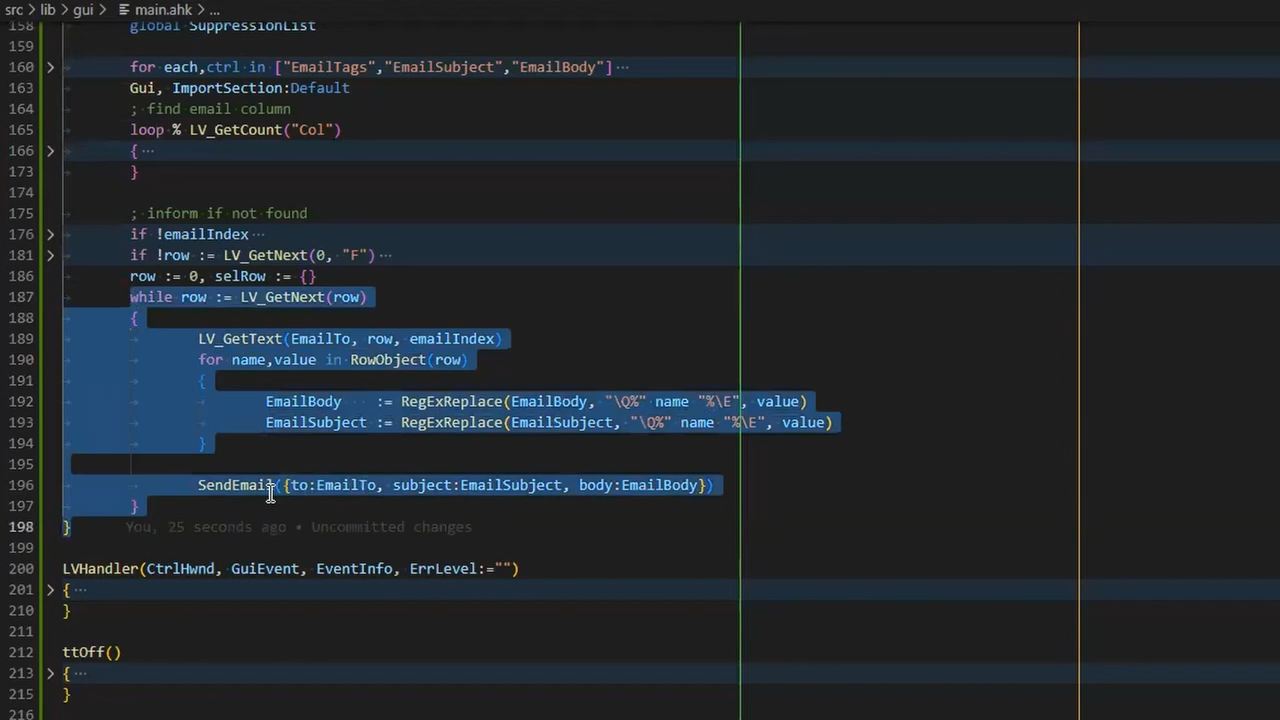 src > lib > gui > main.ahk > ...
158 global SuppressionList
159
160 for each,ctrl in ["EmailTags","EmailSubject","EmailBody"] ...
163 Gui, ImportSection:Default
164 ; find email column
165 loop % LV_GetCount("Col")
166 { ...
173 }
174
175 ; inform if not found
176 if !emailIndex ...
181 if !row := LV_GetNext(0, "F") ...
186 row := 0, selRow := {}
187 while row := LV_GetNext(row)
188 {
189 LV_GetText(EmailTo, row, emailIndex)
190 for name,value in RowObject(row)
191 {
192 EmailBody := RegExReplace(EmailBody, "\Q%" name "%\E", value)
193 EmailSubject := RegExReplace(EmailSubject, "\Q%" name "%\E", value)
194 }
195
196 SendEmail({to:EmailTo, subject:EmailSubject, body:EmailBody})
197 }
198 } You, 25 seconds ago • Uncommitted changes
199
200 LVHandler(CtrlHwnd, GuiEvent, EventInfo, ErrLevel:="")
201 { ...
210 }
211
212 ttOff()
213 { ...
215 }
216